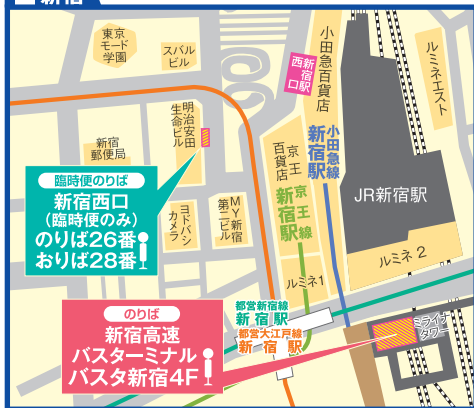 新宿
東京
モード
学園
スバル
ビル
小田急百貨店
新宿駅
西口
ルミネエスト
明治安田
生命ビル
新宿
郵便局
京王
百貨店
小田急線
新宿駅
京王線
新宿駅
JR新宿駅
臨時便のりば
新宿西口
(臨時便のみ)
のりば26番
おりば28番
ヨドバシ
カメラ
MY新宿
第二ビル
ルミネ2
ルミネ1
都営新宿線
新宿駅
都営大江戸線
新宿駅
ミライナ
タワー
のりば
新宿高速
バスターミナル
バスタ新宿4F